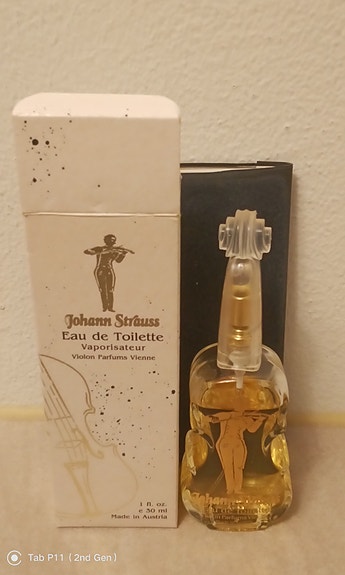 Johann Strauss
Eau de Toilette
Vaporisateur
Violon Parfums Vienne
1 fl. oz.
e 30 ml
Made in Austria
Johann
Tab P11 ( 2nd Gen )